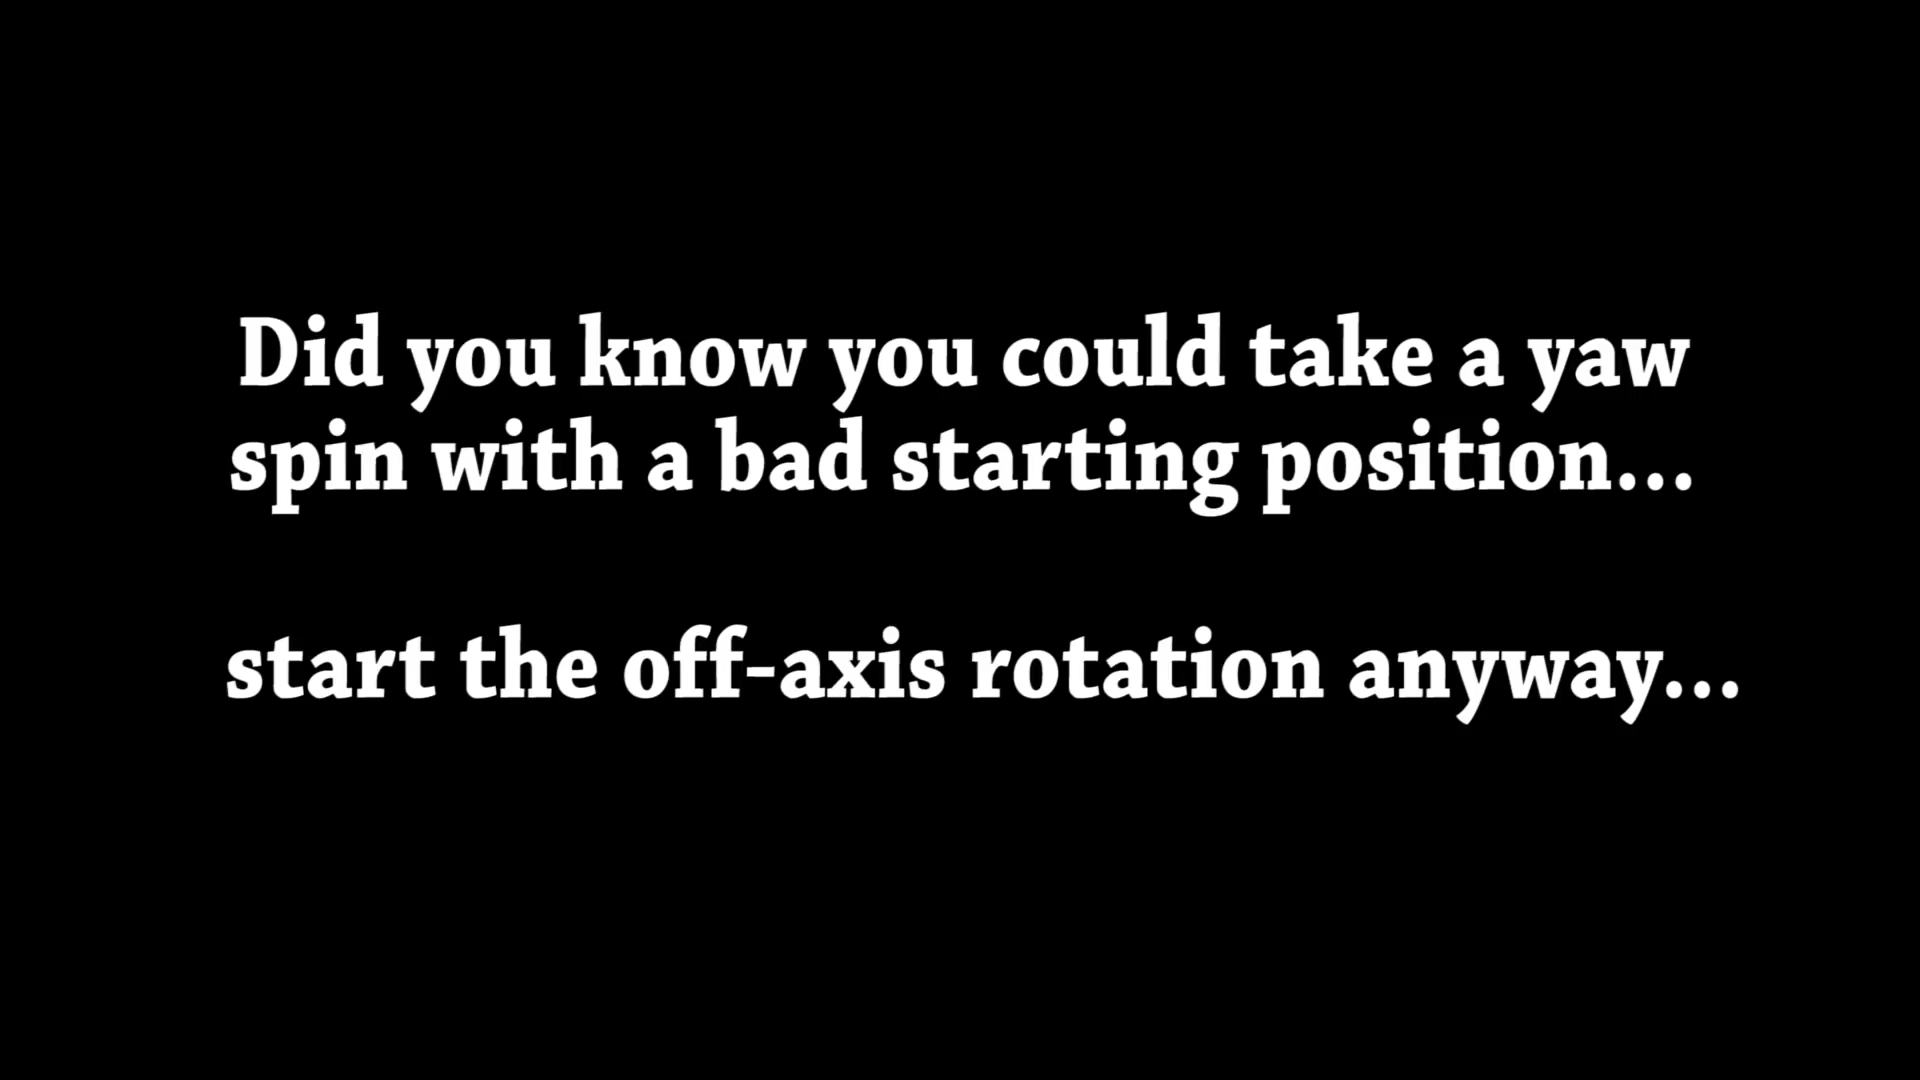 Did you know you could take a yaw
spin with a bad starting position...
start the off-axis rotation anyway...